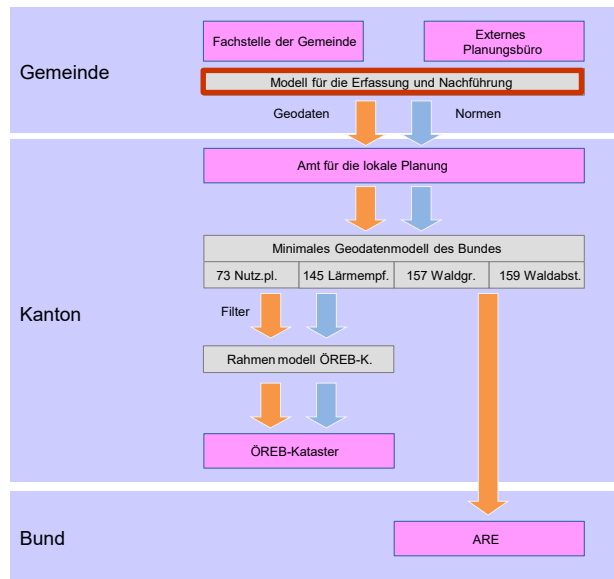 Fachstelle der Gemeinde
Externes
Planungsbüro
Gemeinde
Modell für die Erfassung und Nachführung
Geodaten
Normen
Amt für die lokale Planung
Minimales Geodatenmodell des Bundes
73 Nutz.pl.
145 Lärmempf.
157 Waldgr.
159 Waldabst.
Kanton
Filter
Rahmen modell ÖREB-K.
ÖREB-Kataster
Bund
ARE